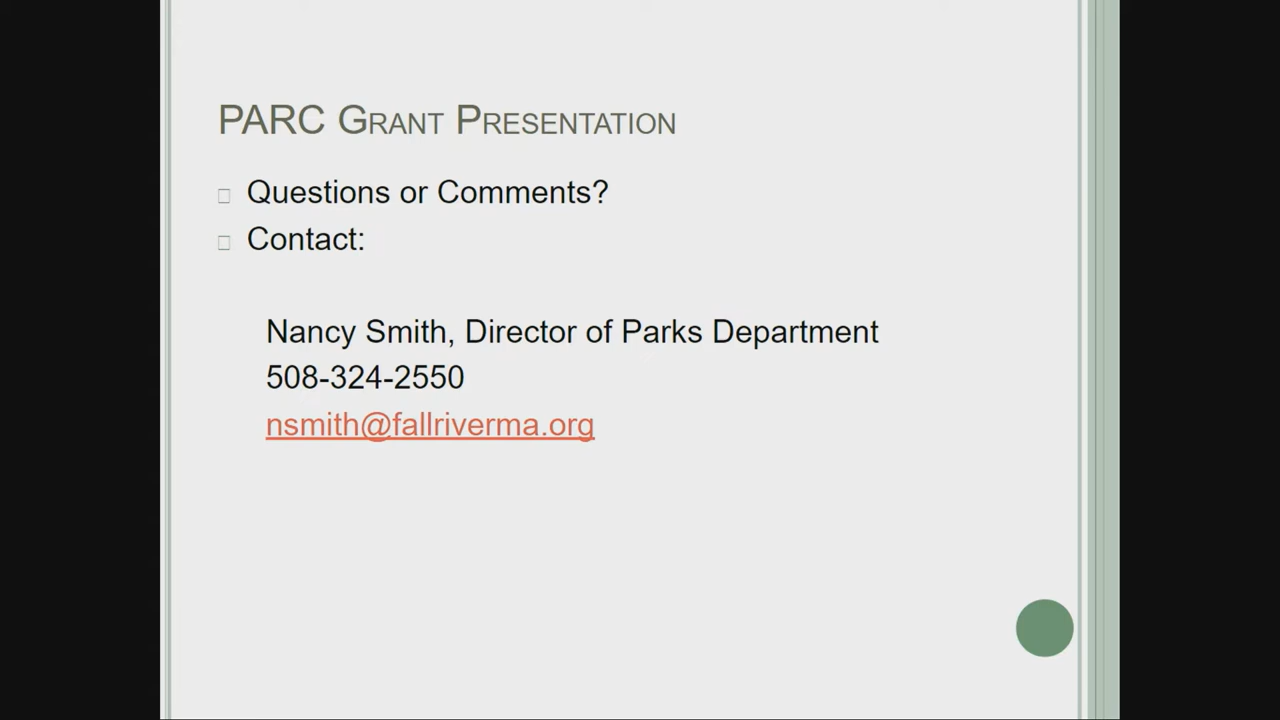 PARC Grant Presentation
Questions or Comments?
Contact:
Nancy Smith, Director of Parks Department
508-324-2550
nsmith@fallriverma.org